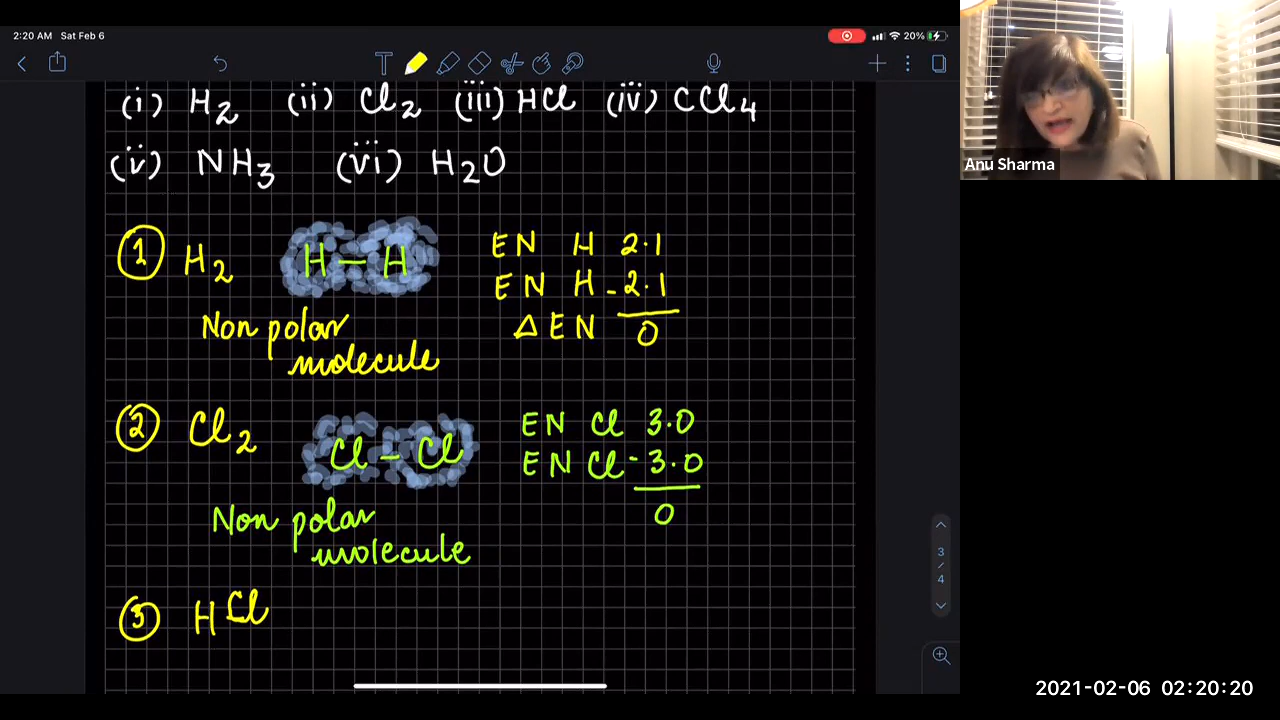 2:20 AM Sat Feb 6
20%
(i) H2 (ii) Cl2 (iii) HCl (iv) CCl4
(v) NH3 (vi) H2O
Anu Sharma
1 H2 H–H
EN H 2.1
EN H -2.1
Δ EN 0
Non polar
molecule
2 Cl2 Cl–Cl
EN Cl 3.0
EN Cl -3.0
0
Non polar
molecule
3 HCl
3
/
4
2021-02-06 02:20:20